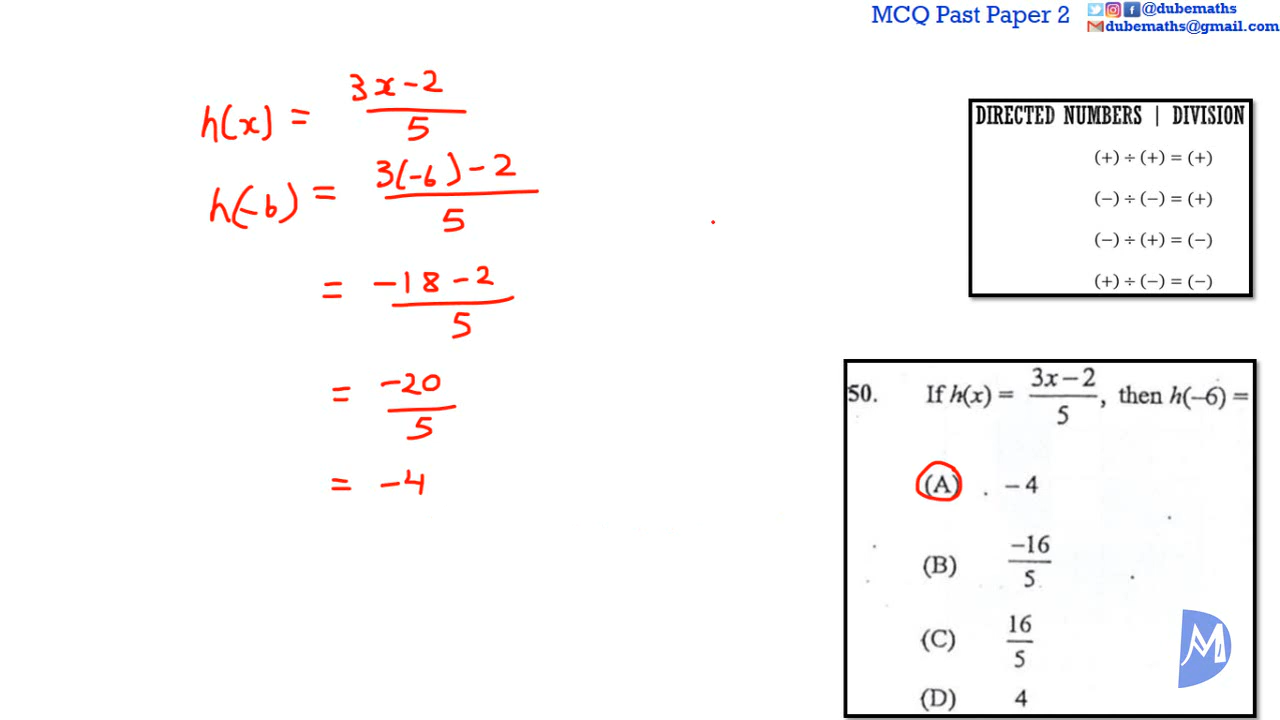 MCQ Past Paper 2
@dubemaths
dubemaths@gmail.com
h(x) = 3x-2
5
h(-6) = 3(-6)-2
5
= -18-2
5
= -20
5
= -4
DIRECTED NUMBERS | DIVISION
(+) ÷ (+) = (+)
(−) ÷ (−) = (+)
(−) ÷ (+) = (−)
(+) ÷ (−) = (−)
50. If h(x) = 3x−2
5
, then h(−6) =
(A) −4
(B) −16
5
(C) 16
5
(D) 4
M